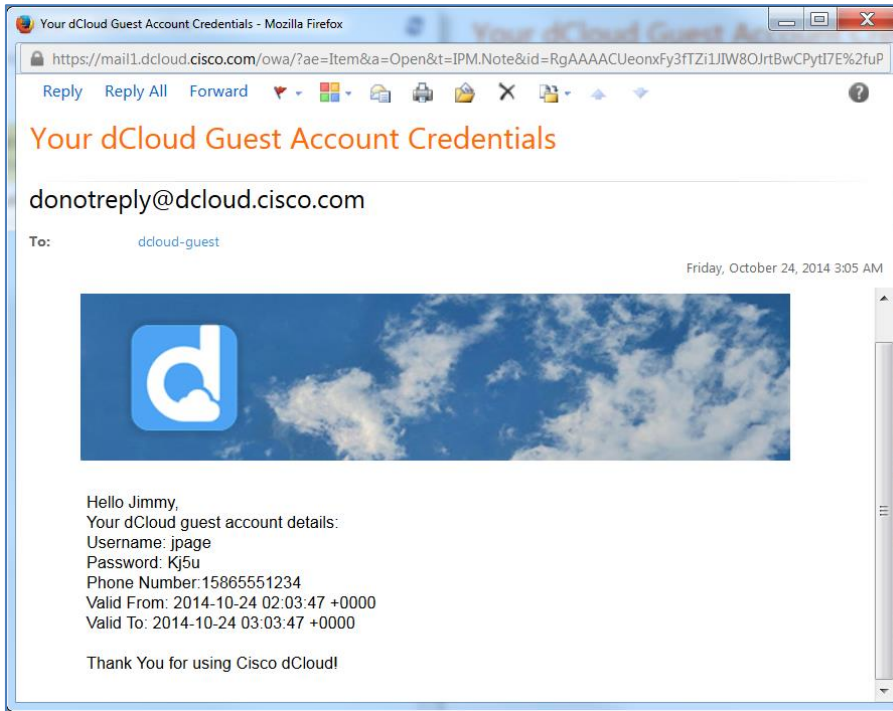 Your dCloud Guest Account Credentials - Mozilla Firefox
https://mail1.dcloud.cisco.com/owa/?ae=Item&a=Open&t=IPM.Note&id=RgAAAACUeonxFy3fTZi1JIW8OJrtBwCPytI7E%2fuP
Reply Reply All Forward
Your dCloud Guest Account Credentials
donotreply@dcloud.cisco.com
To: dcloud-guest
Friday, October 24, 2014 3:05 AM
d
Hello Jimmy,
Your dCloud guest account details:
Username: jpage
Password: Kj5u
Phone Number:15865551234
Valid From: 2014-10-24 02:03:47 +0000
Valid To: 2014-10-24 03:03:47 +0000
Thank You for using Cisco dCloud!